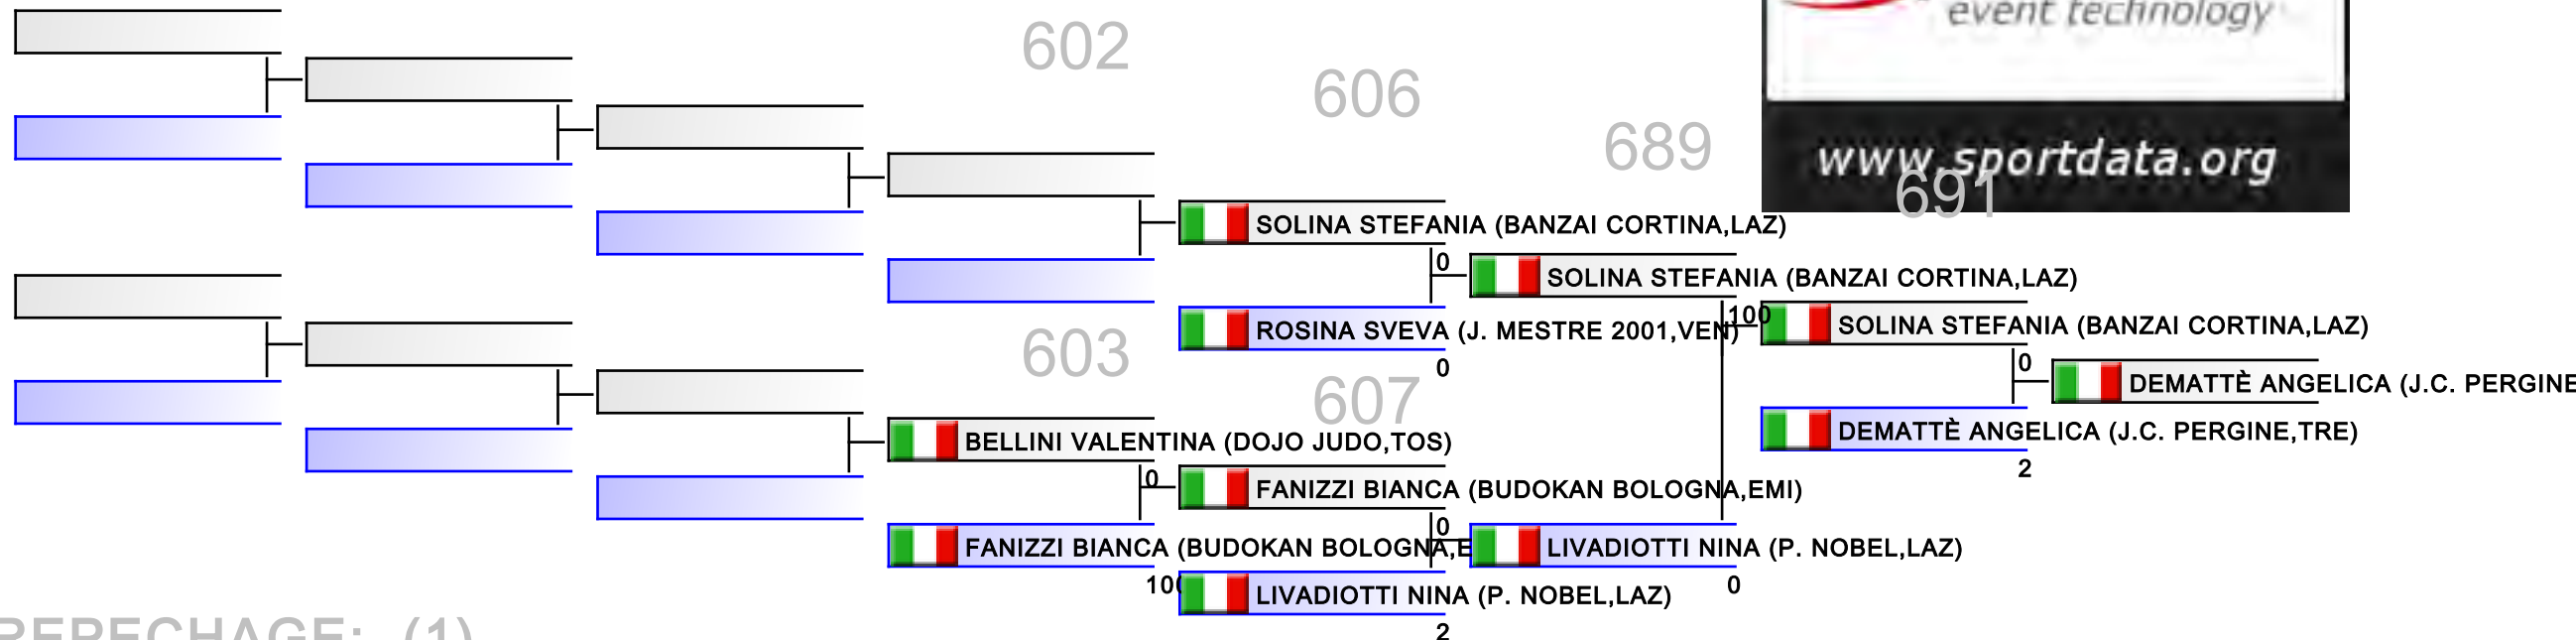 event technology
602
606
689
www.sportdata.org
691
SOLINA STEFANIA (BANZAI CORTINA,LAZ)
0
SOLINA STEFANIA (BANZAI CORTINA,LAZ)
100
SOLINA STEFANIA (BANZAI CORTINA,LAZ)
ROSINA SVEVA (J. MESTRE 2001,VEN)
603
0
0
607
DEMATTÈ ANGELICA (J.C. PERGINE
DEMATTÈ ANGELICA (J.C. PERGINE,TRE)
BELLINI VALENTINA (DOJO JUDO,TOS)
2
0
FANIZZI BIANCA (BUDOKAN BOLOGNA,EMI)
0
FANIZZI BIANCA (BUDOKAN BOLOGNA,E
LIVADIOTTI NINA (P. NOBEL,LAZ)
100
0
LIVADIOTTI NINA (P. NOBEL,LAZ)
2
REPECHAGE: (1)